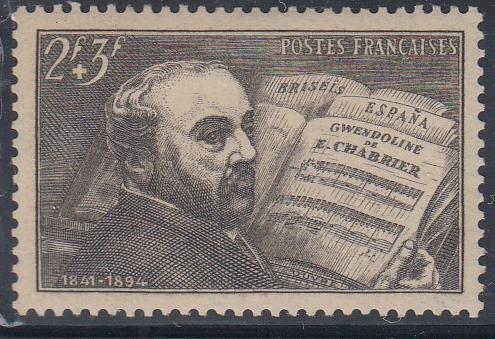 2f+3f
POSTES FRANÇAISES
BRISEIS
ESPAÑA
GWENDOLINE
DE
E. CHABRIER
1841-1894